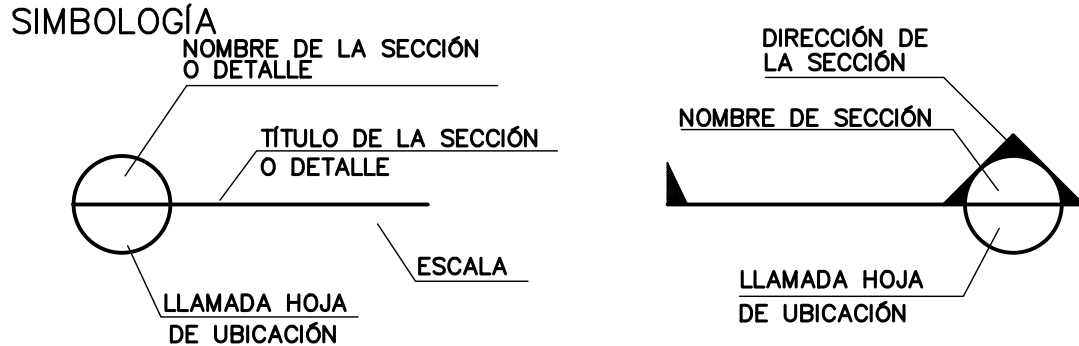 SIMBOLOGÍA
NOMBRE DE LA SECCIÓN
O DETALLE
TÍTULO DE LA SECCIÓN
O DETALLE
ESCALA
LLAMADA HOJA
DE UBICACIÓN
DIRECCIÓN DE
LA SECCIÓN
NOMBRE DE SECCIÓN
LLAMADA HOJA
DE UBICACIÓN